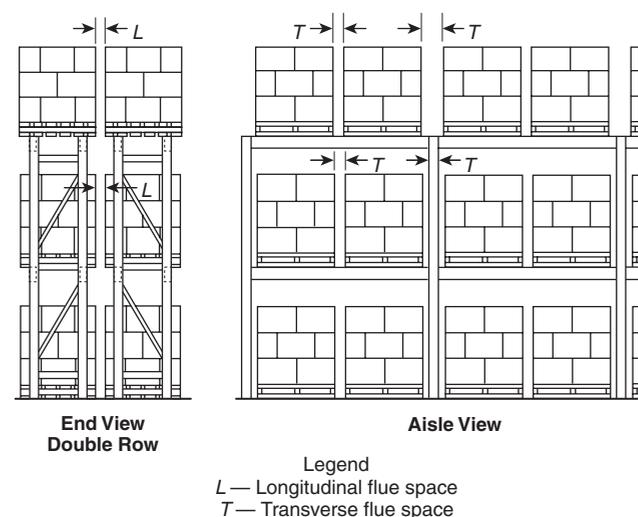 L
T
T
L
T
T
End View
Double Row
Aisle View
Legend
L — Longitudinal flue space
T — Transverse flue space